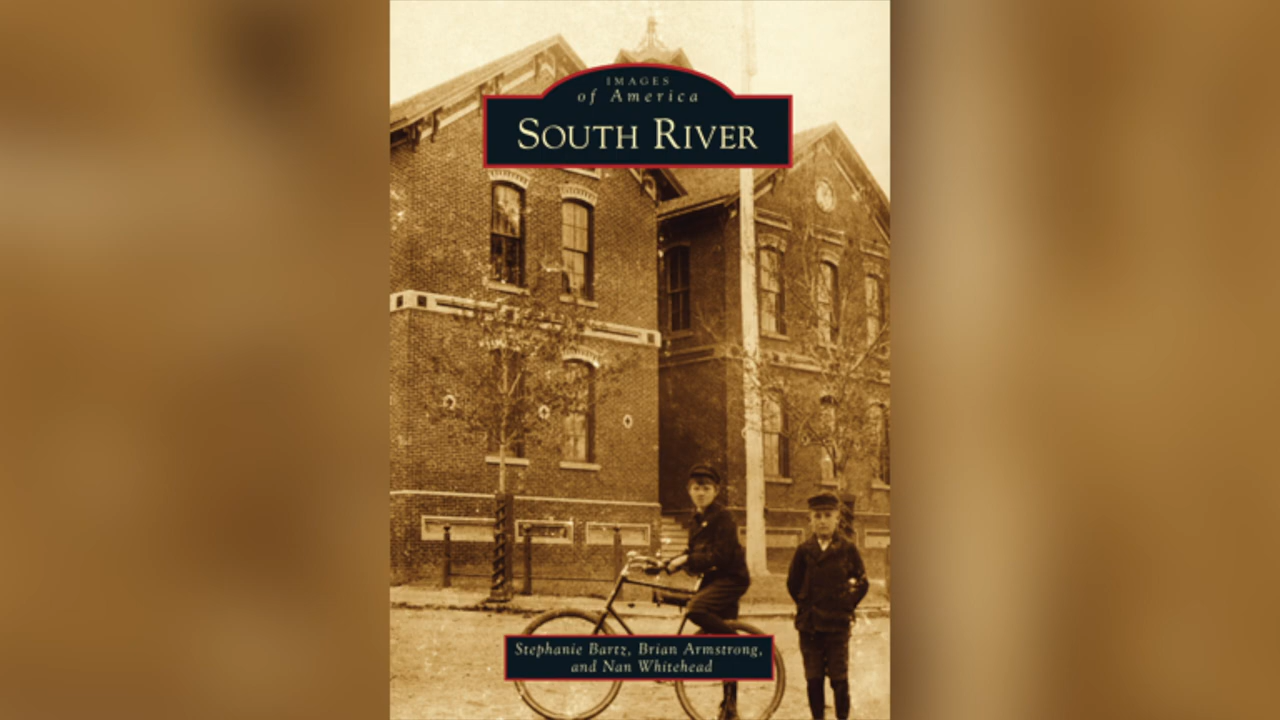 IMAGES
of America
SOUTH RIVER
Stephanie Bartz, Brian Armstrong,
and Nan Whitehead